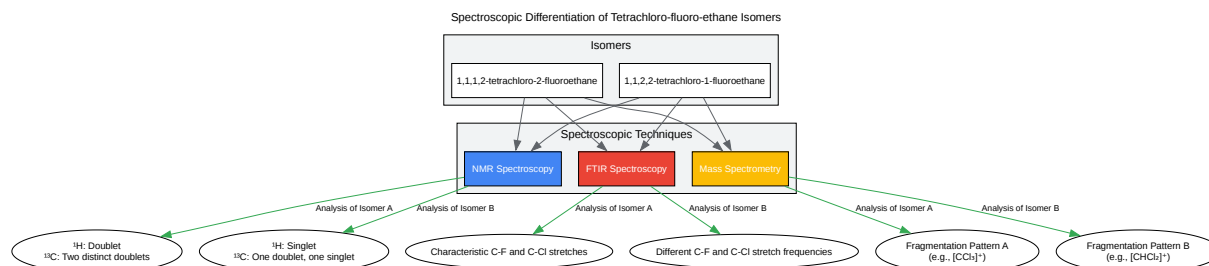 Spectroscopic Differentiation of Tetrachloro-fluoro-ethane Isomers
Isomers
1,1,1,2-tetrachloro-2-fluoroethane
1,1,2,2-tetrachloro-1-fluoroethane
Spectroscopic Techniques
NMR Spectroscopy
FTIR Spectroscopy
Mass Spectrometry
Analysis of Isomer A
Analysis of Isomer B
Analysis of Isomer A
Analysis of Isomer B
Analysis of Isomer A
Analysis of Isomer B
¹H: Doublet
¹³C: Two distinct doublets
¹H: Singlet
¹³C: One doublet, one singlet
Characteristic C-F and C-Cl stretches
Different C-F and C-Cl stretch frequencies
Fragmentation Pattern A
(e.g., [CCl₃]⁺)
Fragmentation Pattern B
(e.g., [CHCl₂]⁺)